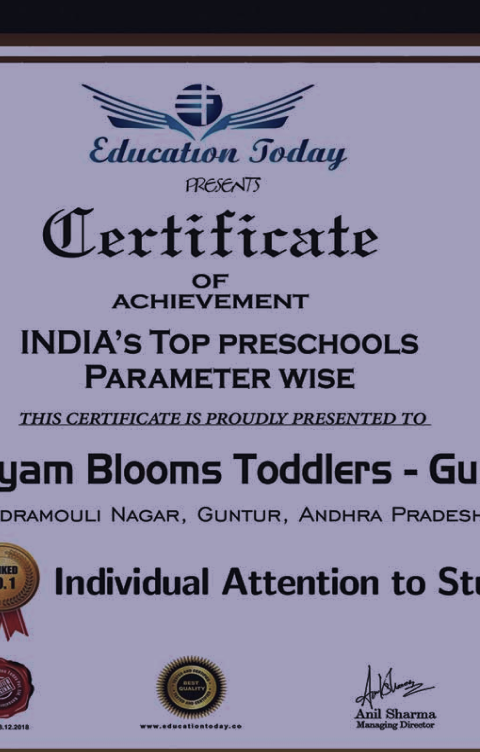 Education Today
PRESENTS
Certificate
OF
ACHIEVEMENT
INDIA'S TOP PRESCHOOLS
PARAMETER WISE
THIS CERTIFICATE IS PROUDLY PRESENTED TO
yam Blooms Toddlers - Gu
DRAMOULI NAGAR, GUNTUR, ANDHRA PRADESH
KED
. 1
Individual Attention to Stu
BEST
QUALITY
.12.2018
www.educationtoday.co
Anil Sharma
Managing Director